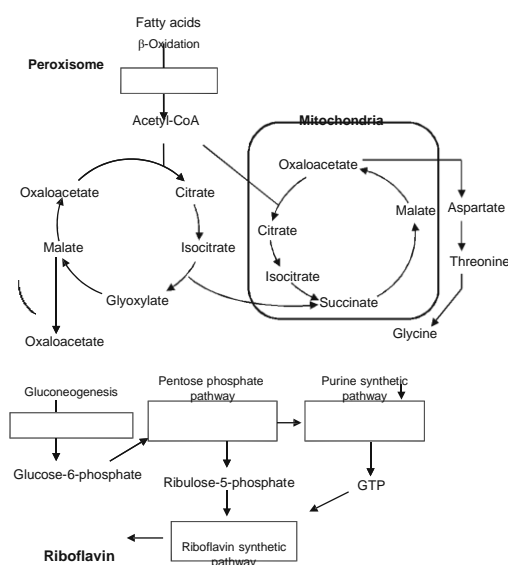 Fatty acids
β-Oxidation
Peroxisome
Acetyl-CoA
Mitochondria
Oxaloacetate
Oxaloacetate
Citrate
Malate
Aspartate
Citrate
Malate
Isocitrate
Threonine
Isocitrate
Glyoxylate
Succinate
Oxaloacetate
Glycine
Gluconeogenesis
Pentose phosphate
pathway
Purine synthetic
pathway
Glucose-6-phosphate
Ribulose-5-phosphate
GTP
Riboflavin
Riboflavin synthetic
pathway